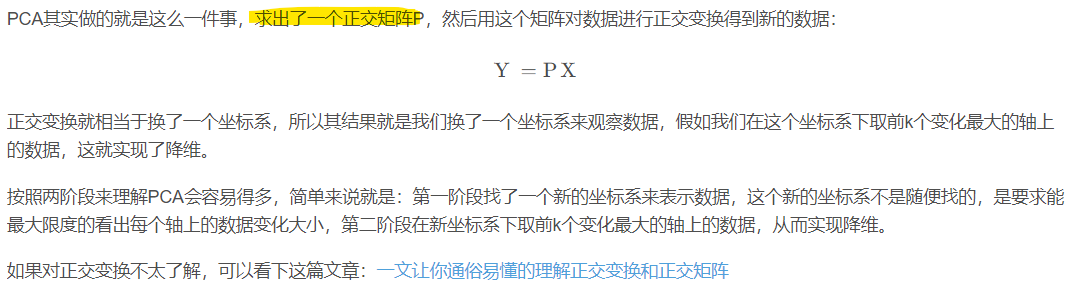 PCA其实做的就是这么一件事，求出了一个正交矩阵P，然后用这个矩阵对数据进行正交变换得到新的数据：
Y = P X
正交变换就相当于换了一个坐标系，所以其结果就是我们换了一个坐标系来观察数据，假如我们在这个坐标系下取前k个变化最大的轴上
的数据，这就实现了降维。
按照两阶段来理解PCA会容易得多，简单来说就是：第一阶段找了一个新的坐标系来表示数据，这个新的坐标系不是随便找的，是要求能
最大限度的看出每个轴上的数据变化大小，第二阶段在新坐标系下取前k个变化最大的轴上的数据，从而实现降维。
如果对正交变换不太了解，可以看下这篇文章：一文让你通俗易懂的理解正交变换和正交矩阵